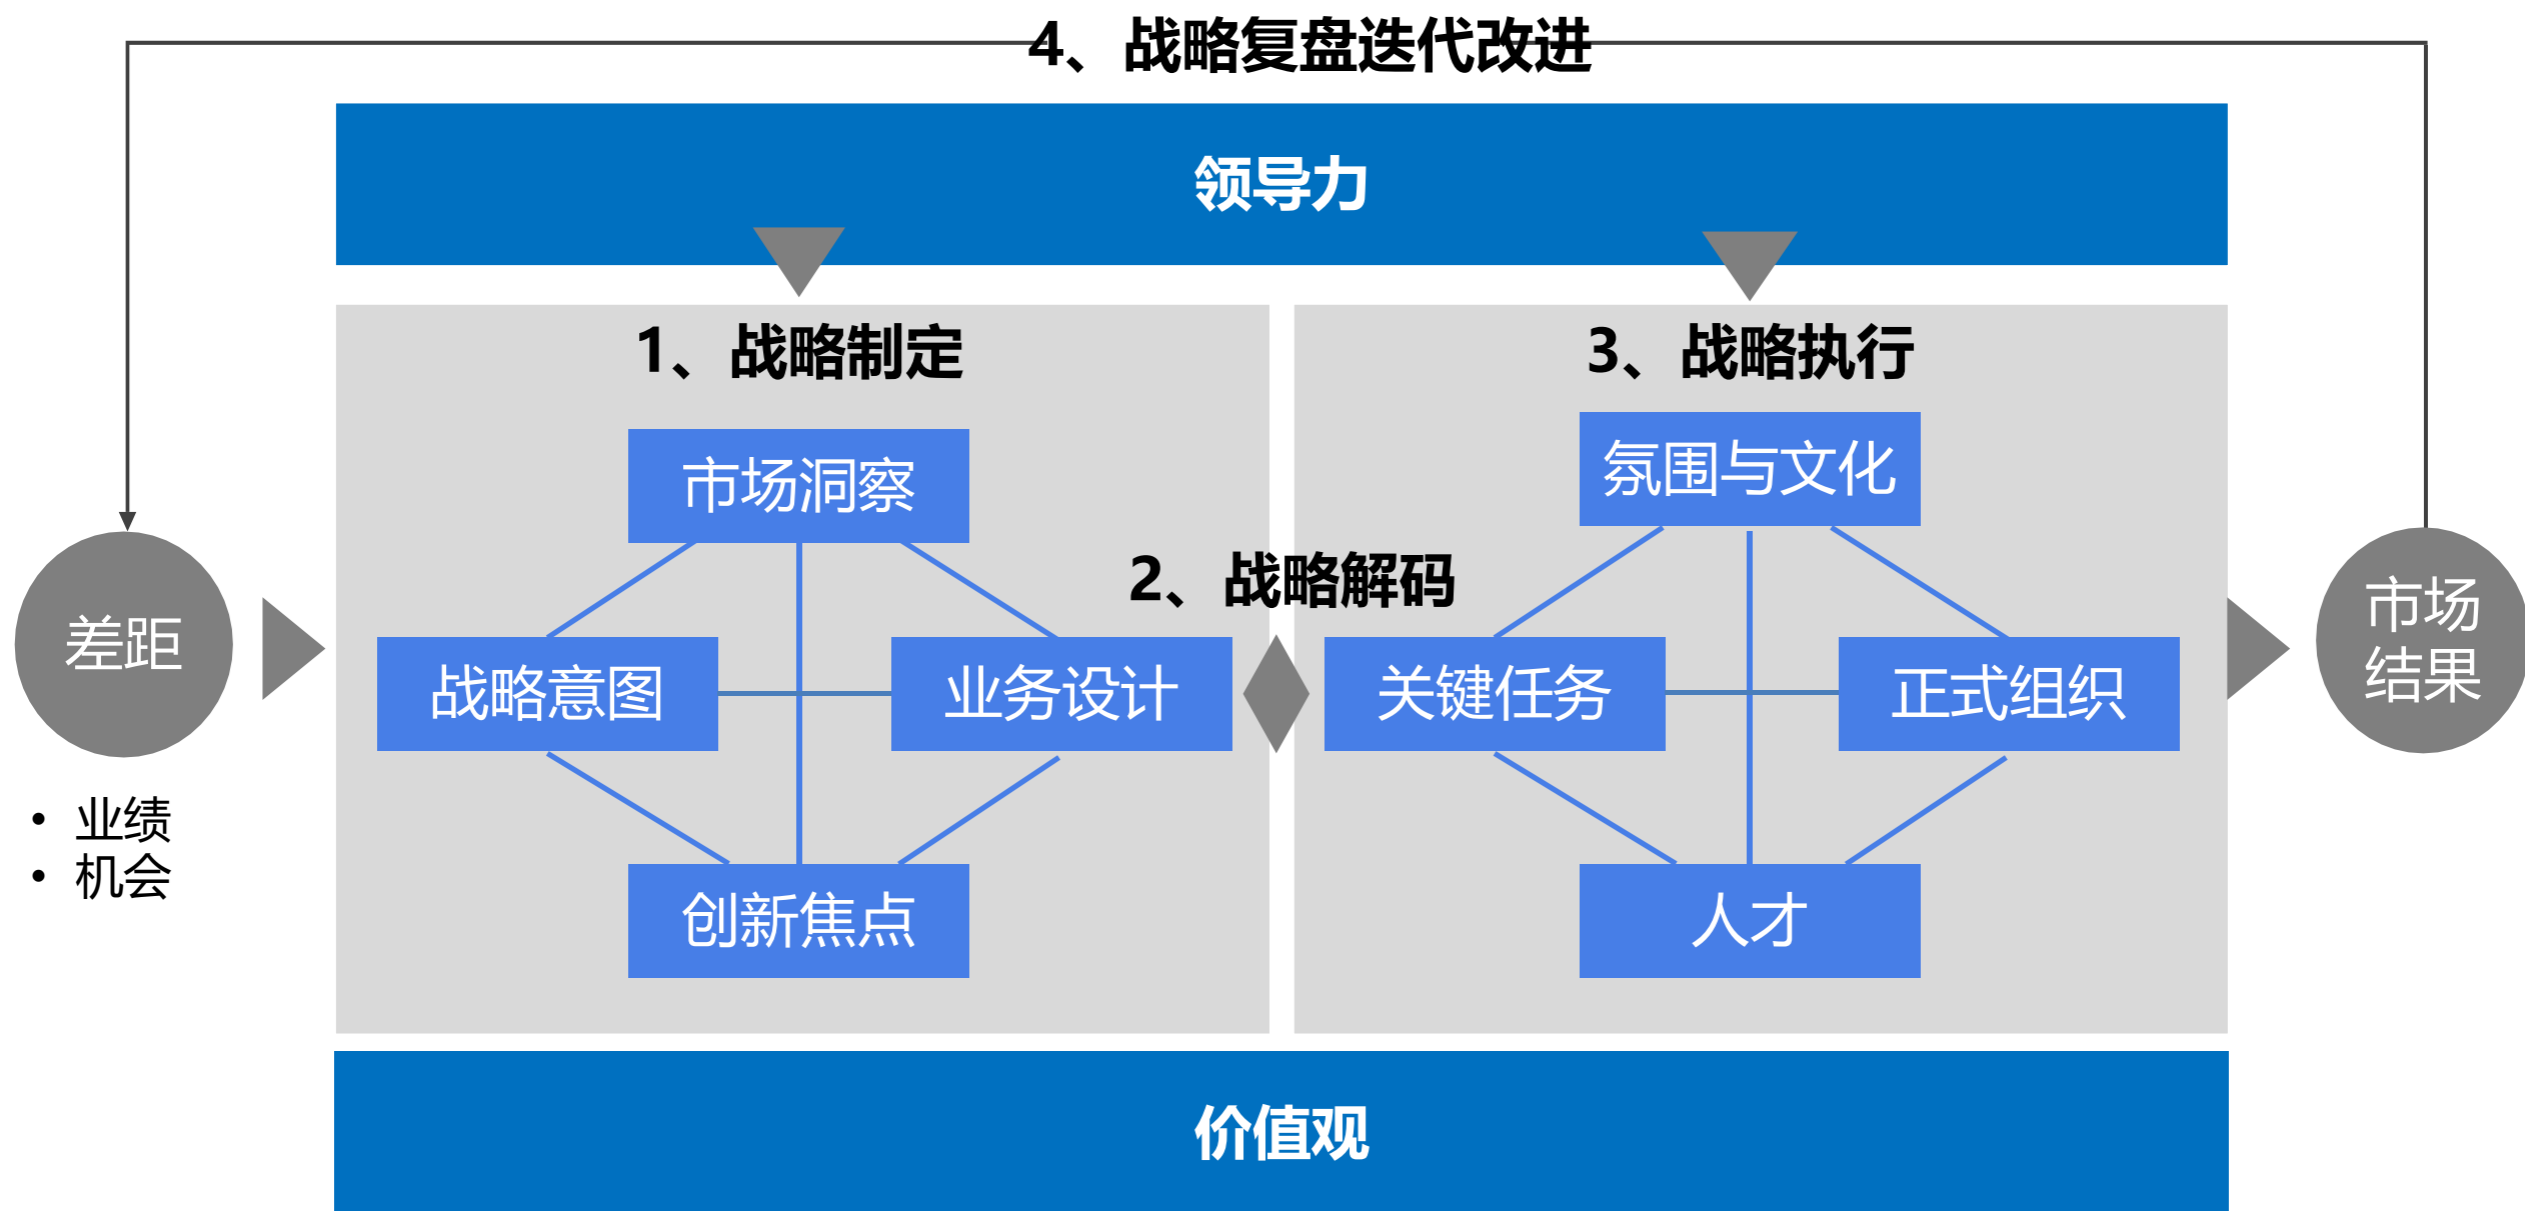 4、战略复盘迭代改进
领导力
1、战略制定
3、战略执行
市场洞察
氛围与文化
2、战略解码
差距
战略意图
业务设计
关键任务
正式组织
市场
结果
• 业绩
• 机会
创新焦点
人才
价值观